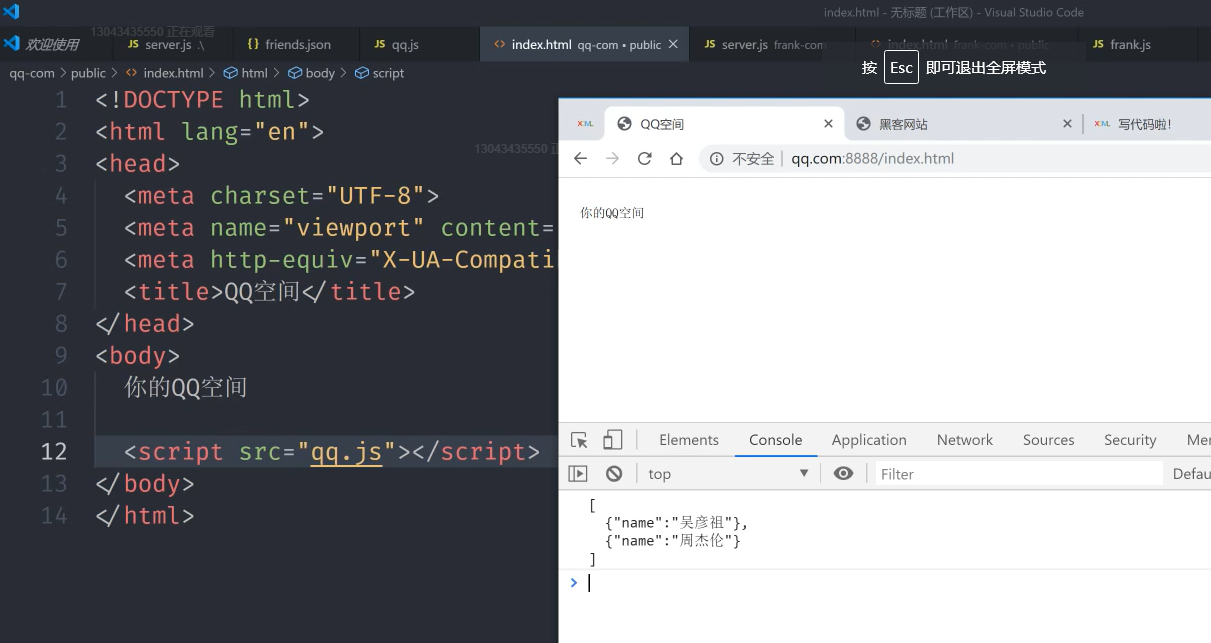 index.html - 无标题 (工作区) - Visual Studio Code
13043435550 正在观看
欢迎使用
JS server.js .\
{} friends.json
JS qq.js
<> index.html qq-com • public ×
JS server.js frank-com
<> index.html frank-com • public
JS frank.js
按 Esc 即可退出全屏模式
qq-com > public > <> index.html > html > body > script
1 <!DOCTYPE html>
2 <html lang="en">
3 <head>
4 <meta charset="UTF-8">
5 <meta name="viewport" content=
6 <meta http-equiv="X-UA-Compati
7 <title>QQ空间</title>
8 </head>
9 <body>
10 你的QQ空间
11
12 <script src="qq.js"></script>
13 </body>
14 </html>
13043435550 正
XML
QQ空间 ×
黑客网站 ×
XML 写代码啦!
不安全 | qq.com:8888/index.html
你的QQ空间
Elements Console Application Network Sources Security Mer
top ▼ Filter Defau
[
{"name":"吴彦祖"},
{"name":"周杰伦"}
]
>